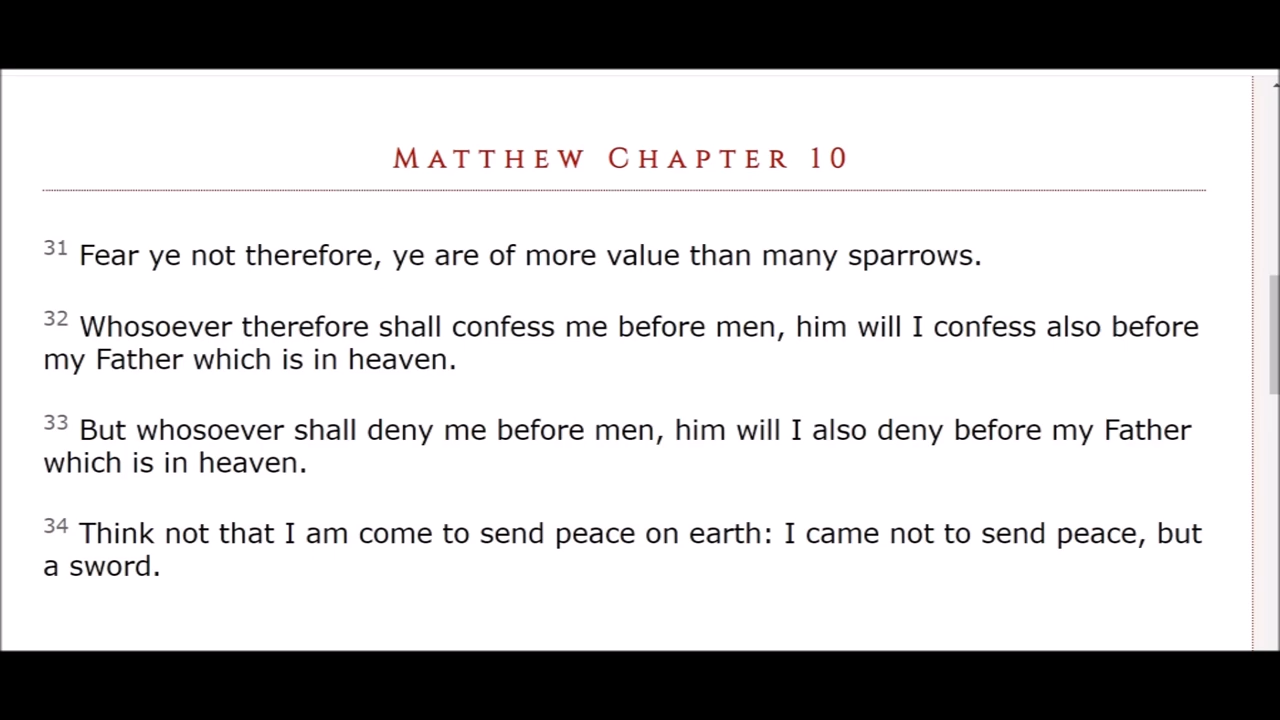 Matthew Chapter 10
31 Fear ye not therefore, ye are of more value than many sparrows.
32 Whosoever therefore shall confess me before men, him will I confess also before
my Father which is in heaven.
33 But whosoever shall deny me before men, him will I also deny before my Father
which is in heaven.
34 Think not that I am come to send peace on earth: I came not to send peace, but
a sword.